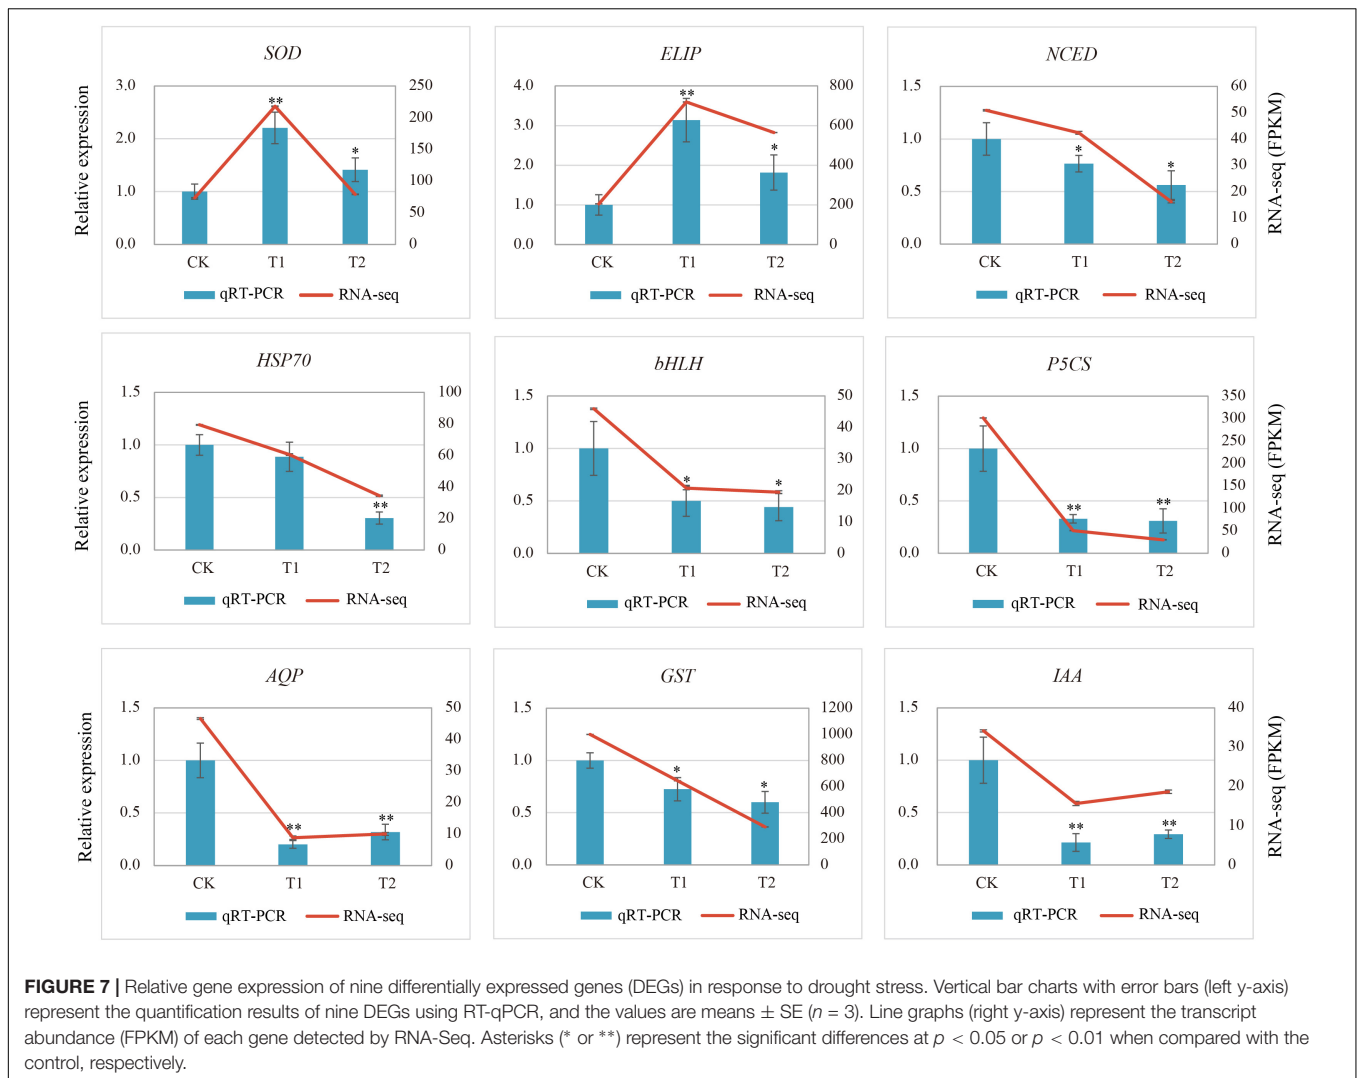 SOD
Relative expression
3.0
2.0
1.0
0.0
250
200
150
100
50
0
** *
CK T1 T2
qRT-PCR RNA-seq
ELIP
4.0
3.0
2.0
1.0
0.0
800
600
400
200
0
** *
CK T1 T2
qRT-PCR RNA-seq
NCED
1.5
1.0
0.5
0.0
60
50
40
30
20
10
0
RNA-seq (FPKM)
* *
CK T1 T2
qRT-PCR RNA-seq
HSP70
Relative expression
1.5
1.0
0.5
0.0
100
80
60
40
20
0
**
CK T1 T2
qRT-PCR RNA-seq
bHLH
1.5
1.0
0.5
0.0
50
40
30
20
10
0
* *
CK T1 T2
qRT-PCR RNA-seq
P5CS
1.5
1.0
0.5
0.0
350
300
250
200
150
100
50
0
RNA-seq (FPKM)
** **
CK T1 T2
qRT-PCR RNA-seq
AQP
Relative expression
1.5
1.0
0.5
0.0
50
40
30
20
10
0
** **
CK T1 T2
qRT-PCR RNA-seq
GST
1.5
1.0
0.5
0.0
1200
1000
800
600
400
200
0
* *
CK T1 T2
qRT-PCR RNA-seq
IAA
1.5
1.0
0.5
0.0
40
30
20
10
0
RNA-seq (FPKM)
** **
CK T1 T2
qRT-PCR RNA-seq
FIGURE 7 | Relative gene expression of nine differentially expressed genes (DEGs) in response to drought stress. Vertical bar charts with error bars (left y-axis)
represent the quantification results of nine DEGs using RT-qPCR, and the values are means ± SE (n = 3). Line graphs (right y-axis) represent the transcript
abundance (FPKM) of each gene detected by RNA-Seq. Asterisks (* or **) represent the significant differences at p < 0.05 or p < 0.01 when compared with the
control, respectively.